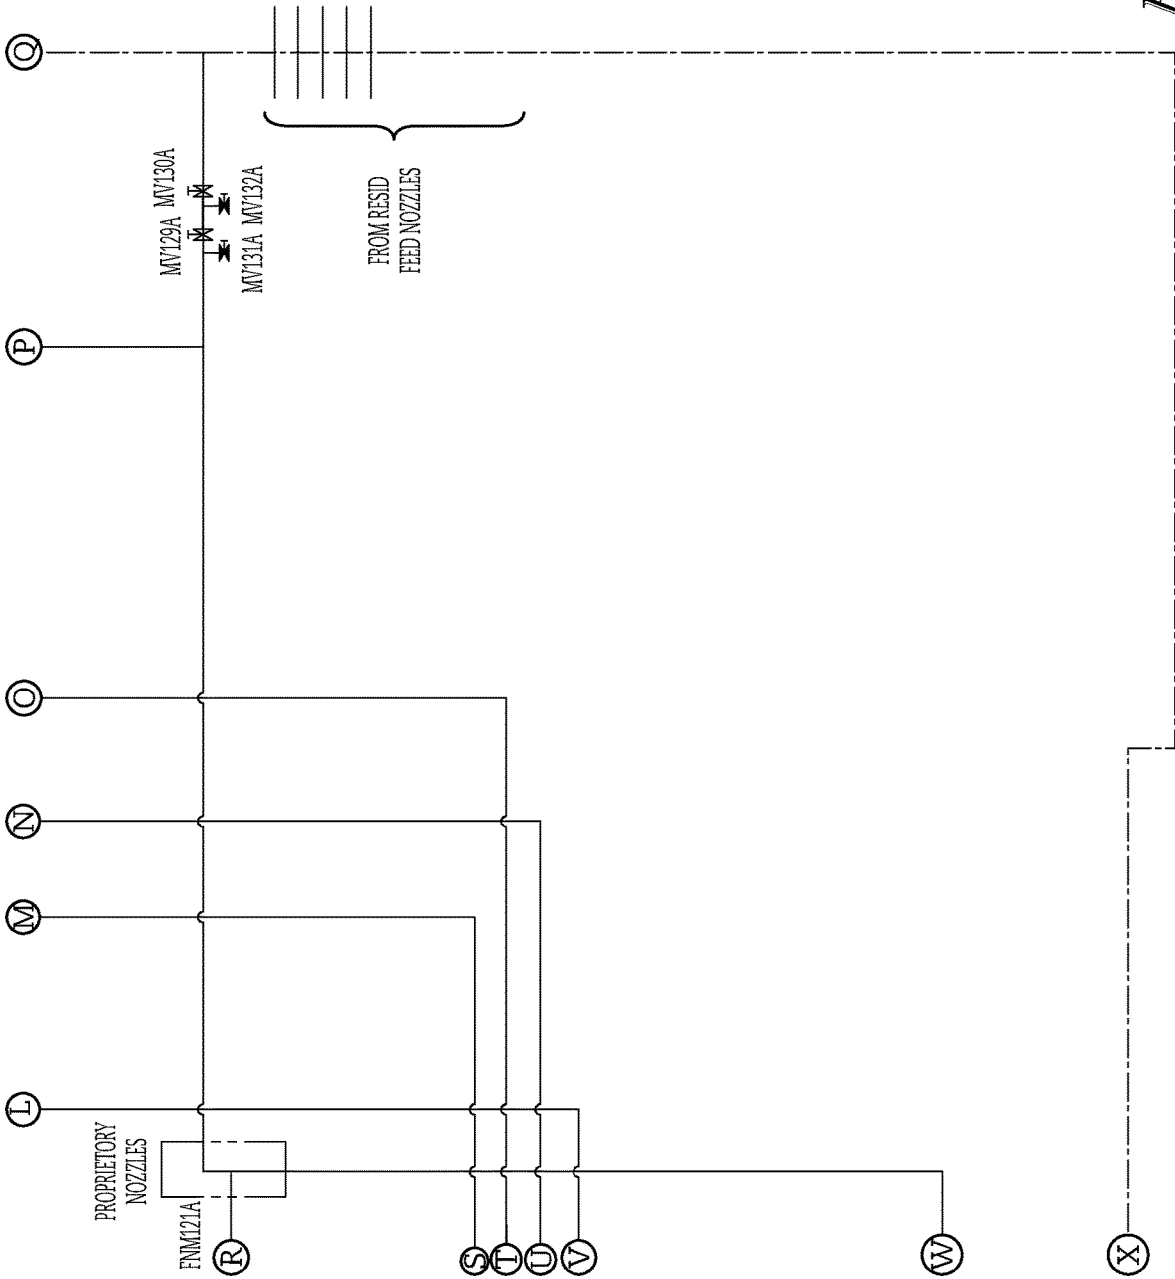 L
M
N
O
P
Q
PROPRIETORY
NOZZLES
MV129A
MV130A
FNM121A
R
MV131A
MV132A
FROM RESID
FEED NOZZLES
S
T
U
V
W
X